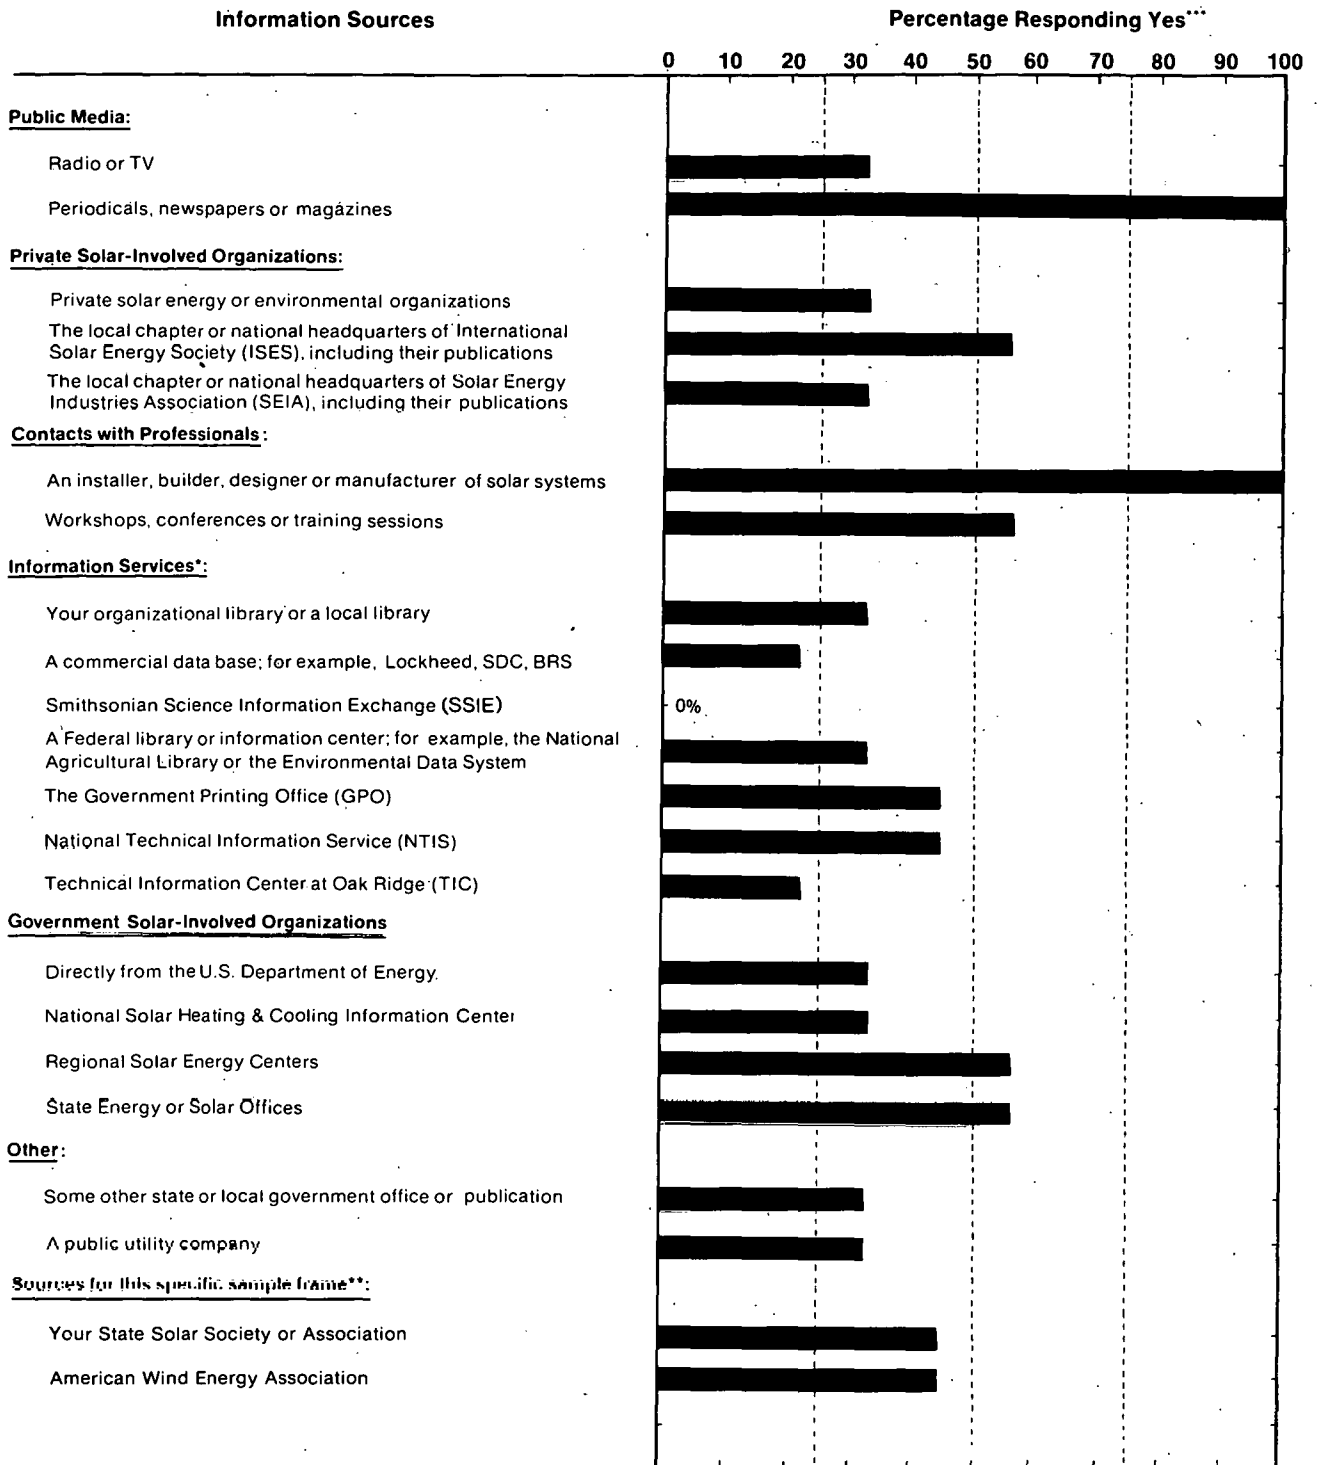 Information Sources
Percentage Responding Yes***
0 10 20 30 40 50 60 70 80 90 100
Public Media:
Radio or TV
Periodicals, newspapers or magazines
Private Solar-Involved Organizations:
Private solar energy or environmental organizations
The local chapter or national headquarters of International
Solar Energy Society (ISES), including their publications
The local chapter or national headquarters of Solar Energy
Industries Association (SEIA), including their publications
Contacts with Professionals:
An installer, builder, designer or manufacturer of solar systems
Workshops, conferences or training sessions
Information Services*:
Your organizational library or a local library
A commercial data base; for example, Lockheed, SDC, BRS
Smithsonian Science Information Exchange (SSIE)
0%
A Federal library or information center; for example, the National
Agricultural Library or the Environmental Data System
The Government Printing Office (GPO)
National Technical Information Service (NTIS)
Technical Information Center at Oak Ridge (TIC)
Government Solar-Involved Organizations
Directly from the U.S. Department of Energy.
National Solar Heating & Cooling Information Center
Regional Solar Energy Centers
State Energy or Solar Offices
Other:
Some other state or local government office or publication
A public utility company
Sources for this specific sample frame**:
Your State Solar Society or Association
American Wind Energy Association